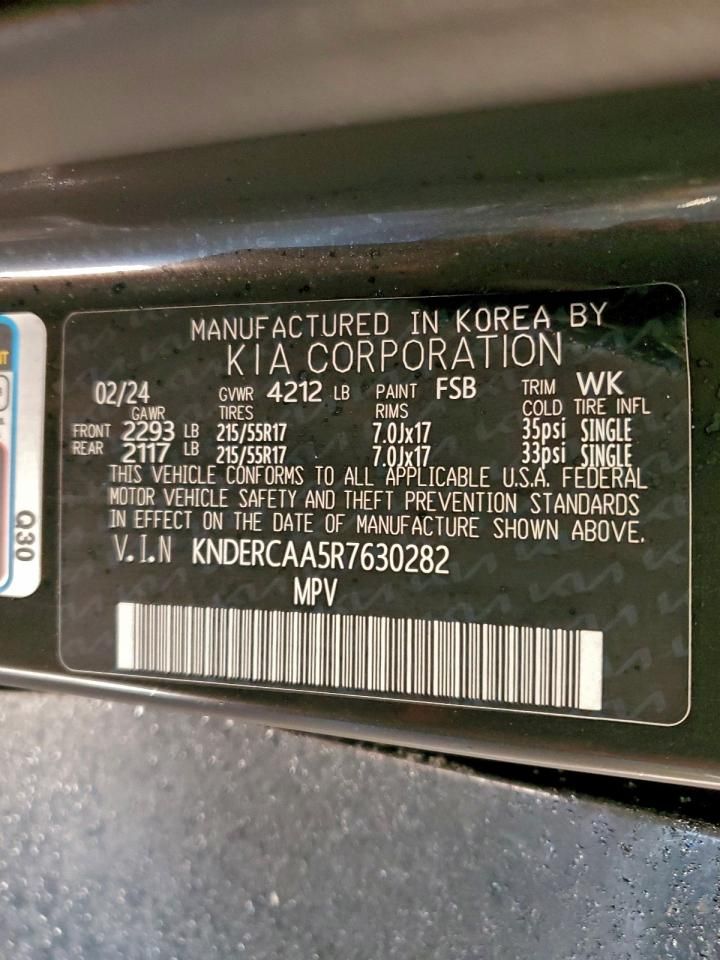 MANUFACTURED IN KOREA BY
KIA CORPORATION
02/24 GVWR 4212 LB PAINT FSB TRIM WK
GAWR TIRES RIMS COLD TIRE INFL
FRONT 2293 LB 215/55R17 7.0Jx17 35psi SINGLE
REAR 2117 LB 215/55R17 7.0Jx17 33psi SINGLE
THIS VEHICLE CONFORMS TO ALL APPLICABLE U.S.A. FEDERAL
MOTOR VEHICLE SAFETY AND THEFT PREVENTION STANDARDS
IN EFFECT ON THE DATE OF MANUFACTURE SHOWN ABOVE.
V.I.N KNDERCAA5R7630282
MPV
Q30